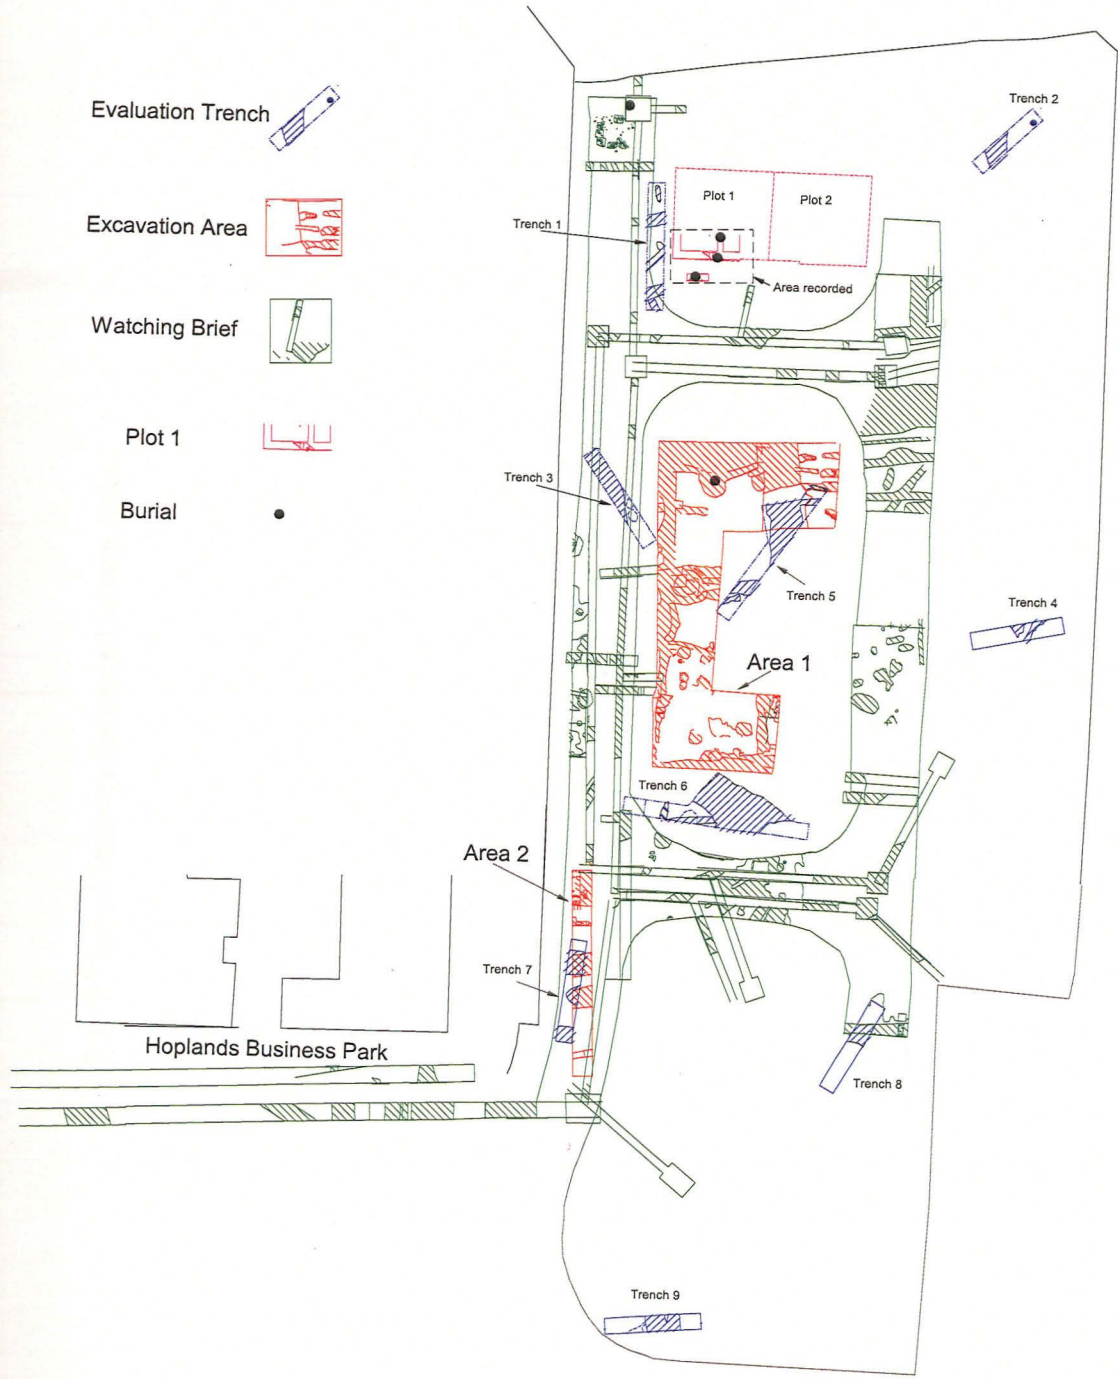 Evaluation Trench
Excavation Area
Watching Brief
Plot 1
Burial
Trench 2
Plot 1
Plot 2
Trench 1
Area recorded
Trench 3
Trench 5
Trench 4
Area 1
Trench 6
Area 2
Trench 7
Hoplands Business Park
Trench 8
Trench 9